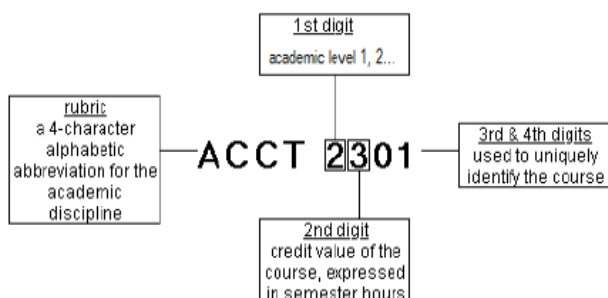 1st digit
academic level 1, 2...
rubric
a 4-character
alphabetic
abbreviation for the
academic
discipline
ACCT 2301
3rd & 4th digits
used to uniquely
identify the course
2nd digit
credit value of the
course, expressed
in semester hours